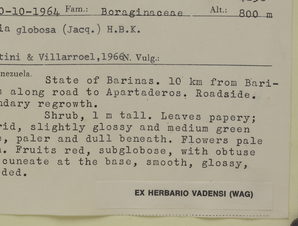 0-10-1964 Fam.: Boraginaceae Alt.: 800 m
ia globosa (Jacq.) H.B.K.
tini & Villarroel, 1966 N. Vulg.:
nezuela.
State of Barinas. 10 km from Bari-
s along road to Apartaderos. Roadside.
ndary regrowth.
Shrub, 1 m tall. Leaves papery;
rid, slightly glossy and medium green
e, paler and dull beneath. Flowers pale
n. Fruits red, subglobose, with obtuse
cuneate at the base, smooth, glossy,
ded.
EX HERBARIO VADENSI (WAG)